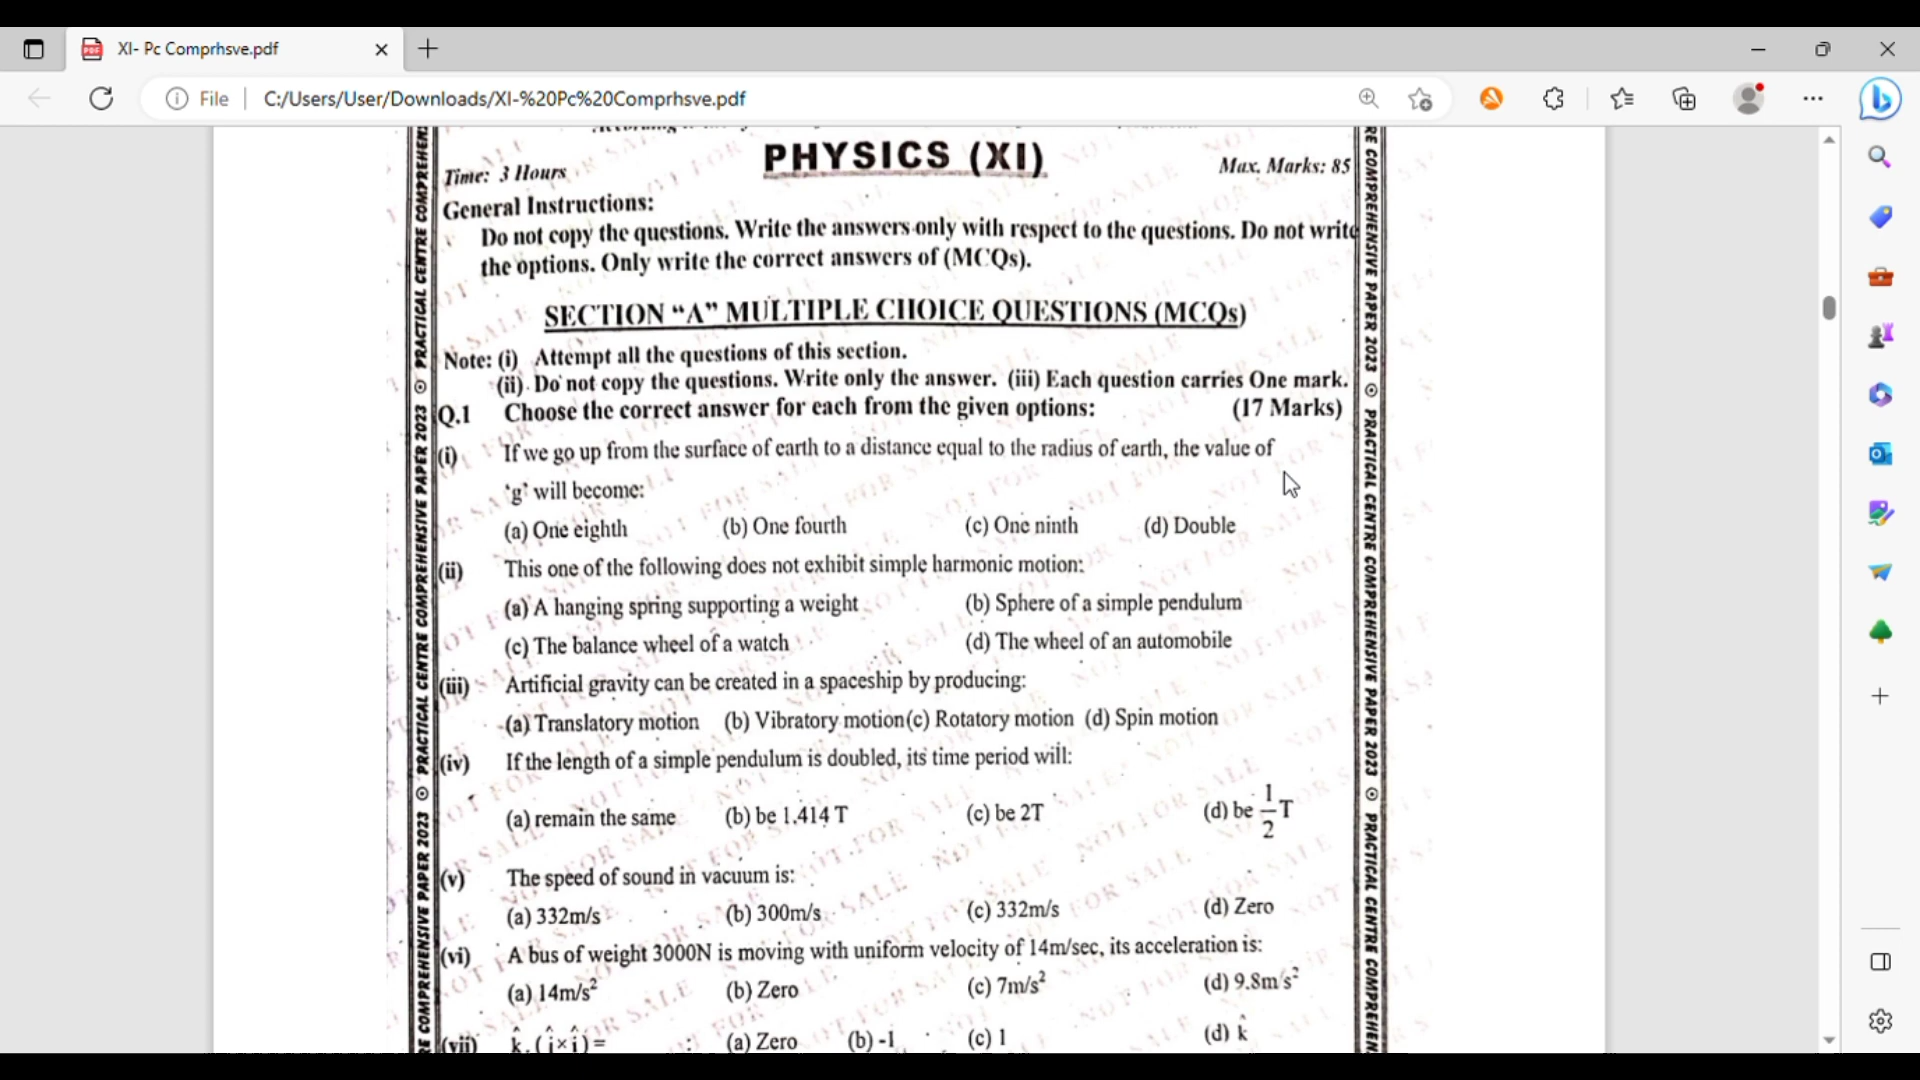 XI- Pc Comprhsve.pdf
File C:/Users/User/Downloads/XI-%20Pc%20Comprhsve.pdf
PHYSICS (XI)
Time: 3 Hours Max. Marks: 85
General Instructions:
Do not copy the questions. Write the answers only with respect to the questions. Do not write
the options. Only write the correct answers of (MCQs).
SECTION “A” MULTIPLE CHOICE QUESTIONS (MCQs)
Note: (i) Attempt all the questions of this section.
(ii) Do not copy the questions. Write only the answer. (iii) Each question carries One mark.
Q.1 Choose the correct answer for each from the given options: (17 Marks)
(i) If we go up from the surface of earth to a distance equal to the radius of earth, the value of
‘g’ will become:
(a) One eighth (b) One fourth (c) One ninth (d) Double
(ii) This one of the following does not exhibit simple harmonic motion:
(a) A hanging spring supporting a weight (b) Sphere of a simple pendulum
(c) The balance wheel of a watch (d) The wheel of an automobile
(iii) Artificial gravity can be created in a spaceship by producing:
(a) Translatory motion (b) Vibratory motion (c) Rotatory motion (d) Spin motion
(iv) If the length of a simple pendulum is doubled, its time period will:
(a) remain the same (b) be 1.414 T (c) be 2T (d) be 1/2 T
(v) The speed of sound in vacuum is:
(a) 332m/s (b) 300m/s (c) 332m/s (d) Zero
(vi) A bus of weight 3000N is moving with uniform velocity of 14m/sec, its acceleration is:
(a) 14m/s² (b) Zero (c) 7m/s² (d) 9.8m/s²
(vii) k̂.(ĵ×î)= : (a) Zero (b) -1 (c) 1 (d) k̂
PRACTICAL CENTRE COMPREHENSIVE PAPER 2023
PRACTICAL CENTRE COMPREHENSIVE PAPER 2023
NOT FOR SALE